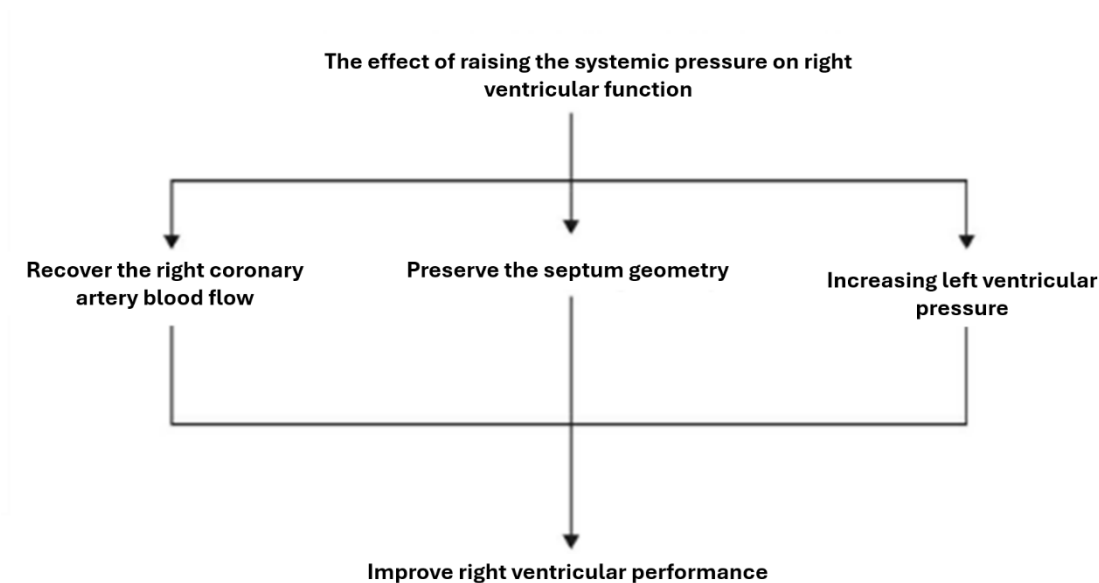 The effect of raising the systemic pressure on right
ventricular function
Recover the right coronary
artery blood flow
Preserve the septum geometry
Increasing left ventricular
pressure
Improve right ventricular performance